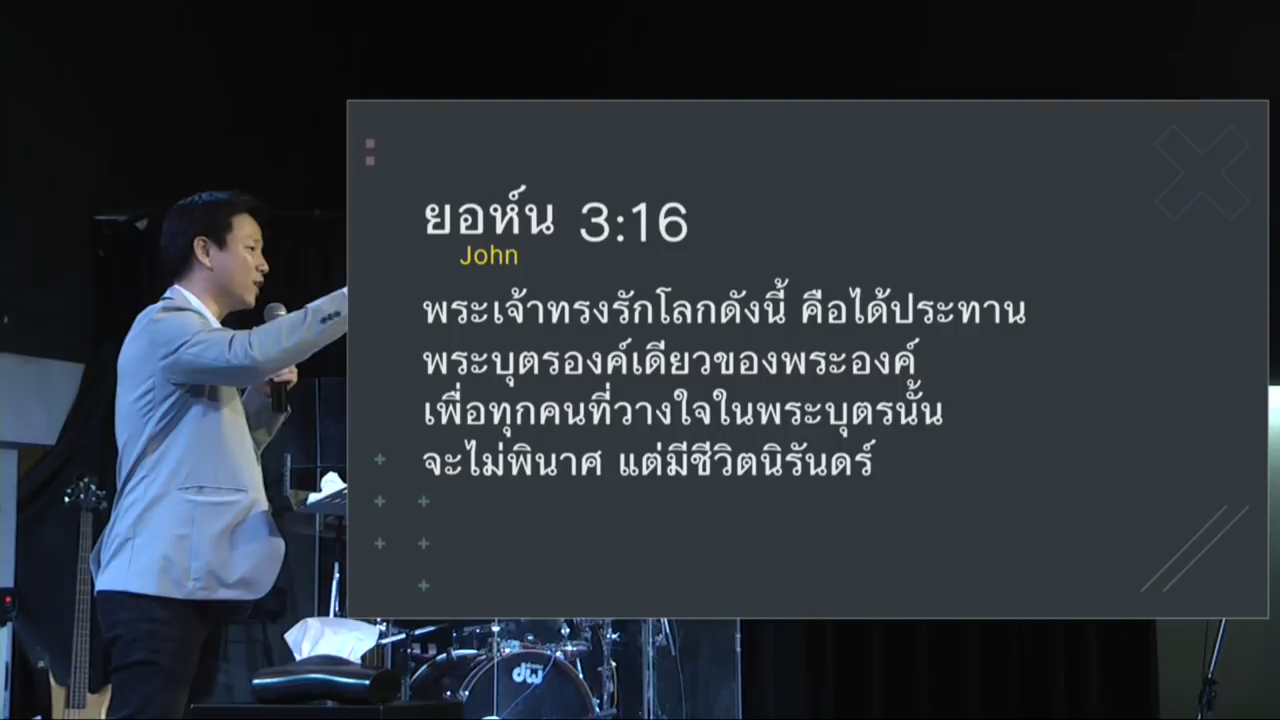 ยอห์น 3:16
John
พระเจ้าทรงรักโลกดังนี้ คือได้ประทาน
พระบุตรองค์เดียวของพระองค์
เพื่อทุกคนที่วางใจในพระบุตรนั้น
จะไม่พินาศ แต่มีชีวิตนิรันดร์
dw